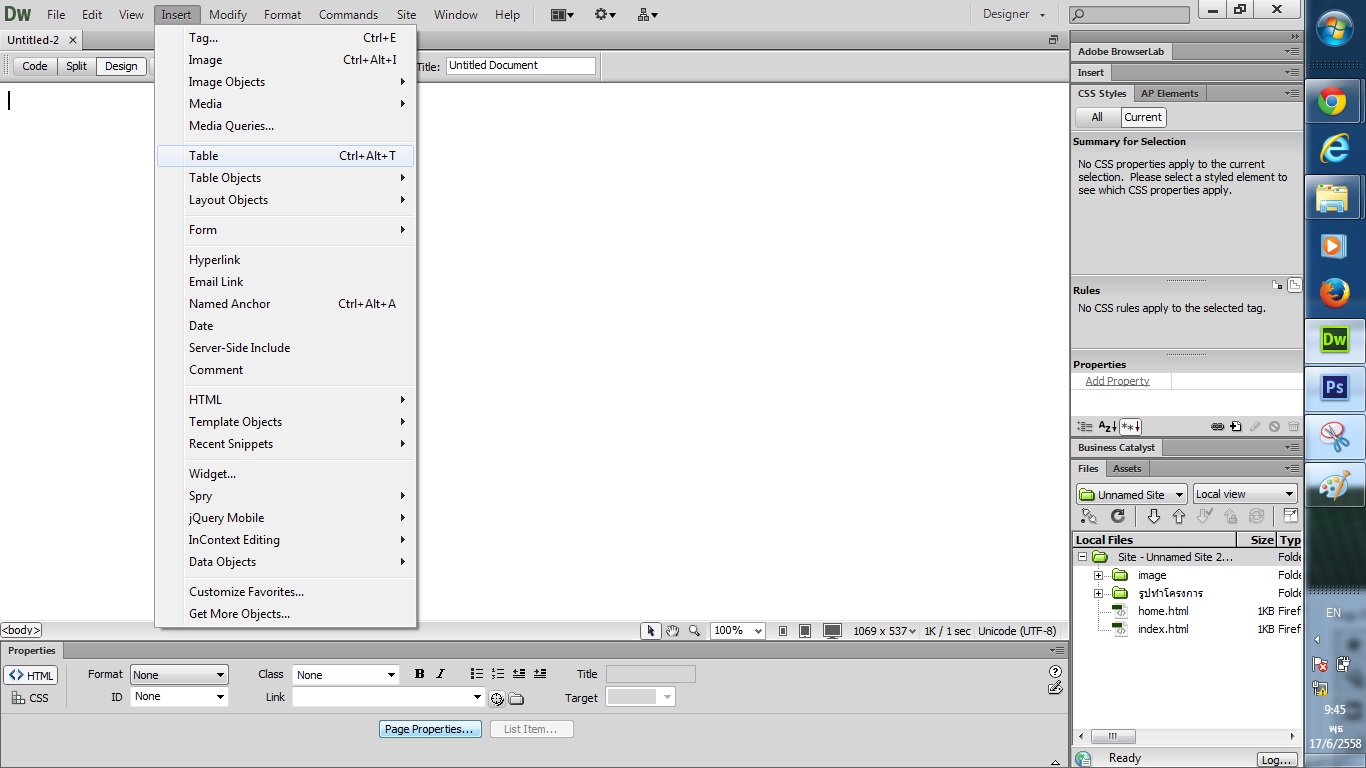 Dw File Edit View Insert Modify Format Commands Site Window Help Designer
Untitled-2
Code Split Design Title: Untitled Document
Tag... Ctrl+E
Image Ctrl+Alt+I
Image Objects
Media
Media Queries...
Table Ctrl+Alt+T
Table Objects
Layout Objects
Form
Hyperlink
Email Link
Named Anchor Ctrl+Alt+A
Date
Server-Side Include
Comment
HTML
Template Objects
Recent Snippets
Widget...
Spry
jQuery Mobile
InContext Editing
Data Objects
Customize Favorites...
Get More Objects...
Adobe BrowserLab
Insert
CSS Styles AP Elements
All Current
Summary for Selection
No CSS properties apply to the current
selection. Please select a styled element to
see which CSS properties apply.
Rules
No CSS rules apply to the selected tag.
Properties
Add Property
Business Catalyst
Files Assets
Unnamed Site Local view
Local Files Size Typ
Site - Unnamed Site 2... Folde
image Folde
รูปทำโครงการ Folde
home.html 1KB Firef
index.html 1KB Firef
Ready Log...
<body> 100% 1069 x 537 1K / 1 sec Unicode (UTF-8)
Properties
HTML Format None Class None B I Title
CSS ID None Link Target
Page Properties... List Item...
Dw
Ps
EN
9:45
พุธ
17/6/2558